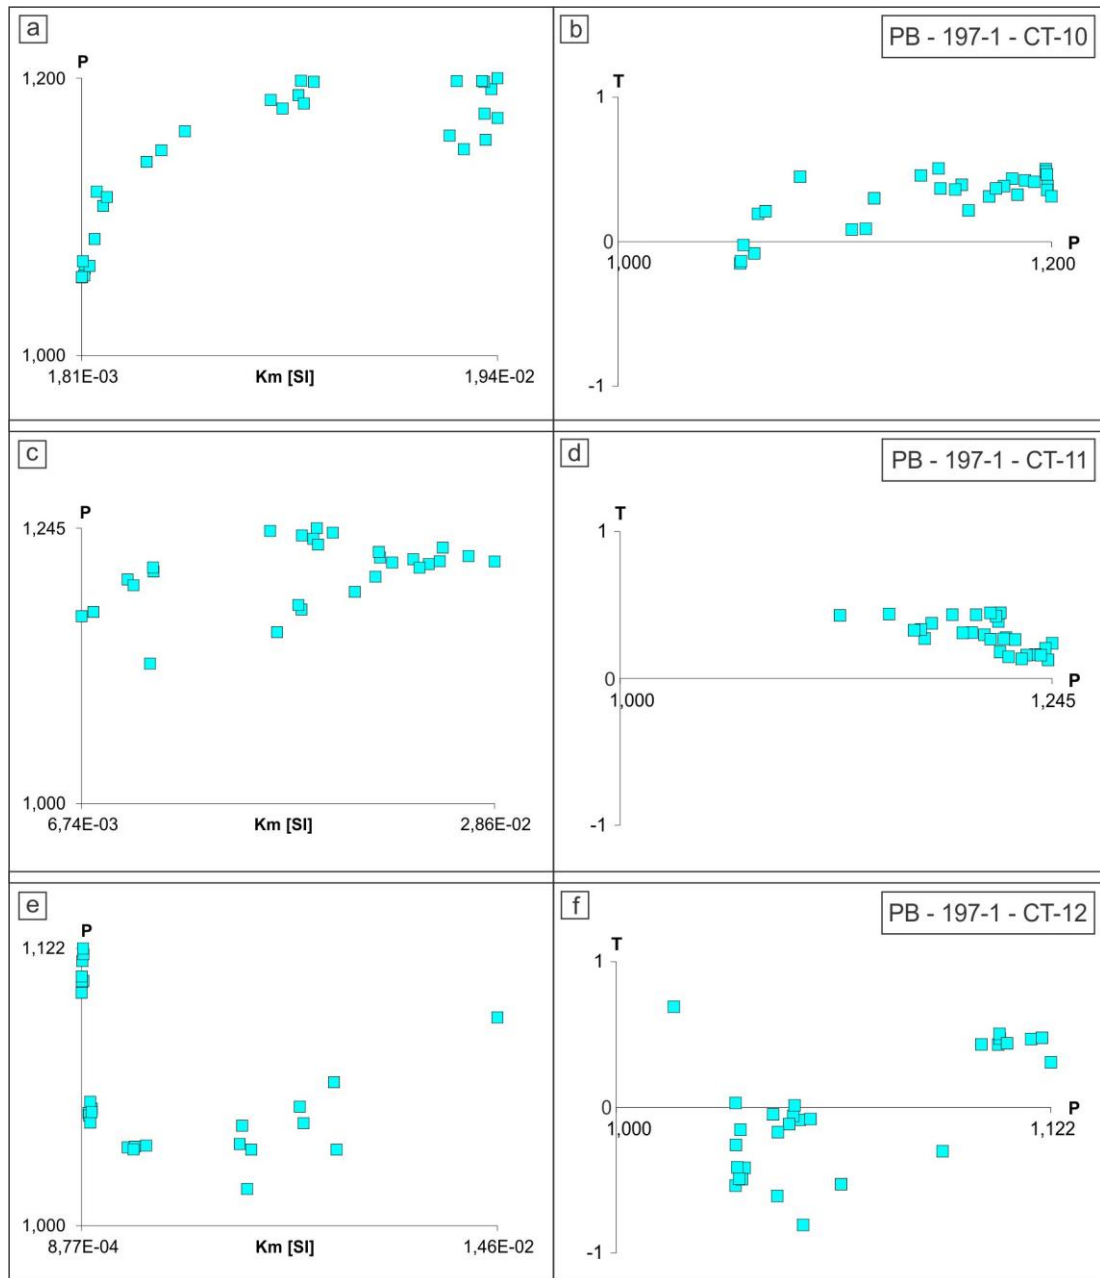 a
P
1,200
1,000
1,81E-03
Km [SI]
1,94E-02
b
PB - 197-1 - CT-10
T
1
0
1,000
P
1,200
-1
c
P
1,245
1,000
6,74E-03
Km [SI]
2,86E-02
d
PB - 197-1 - CT-11
T
1
0
1,000
P
1,245
-1
e
P
1,122
1,000
8,77E-04
Km [SI]
1,46E-02
f
PB - 197-1 - CT-12
T
1
0
1,000
P
1,122
-1